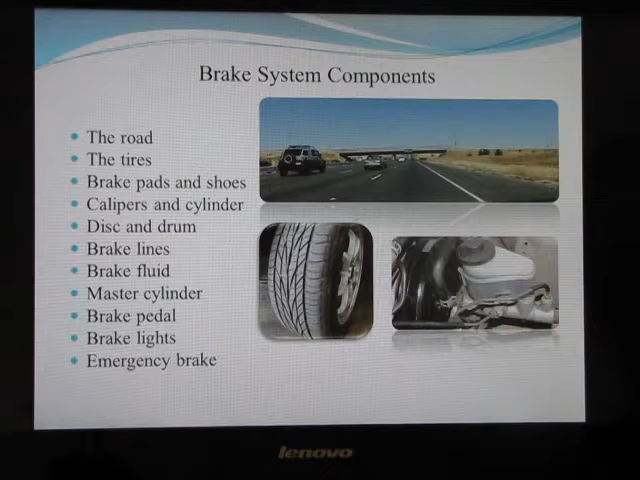 Brake System Components
The road
The tires
Brake pads and shoes
Calipers and cylinder
Disc and drum
Brake lines
Brake fluid
Master cylinder
Brake pedal
Brake lights
Emergency brake
lenovo